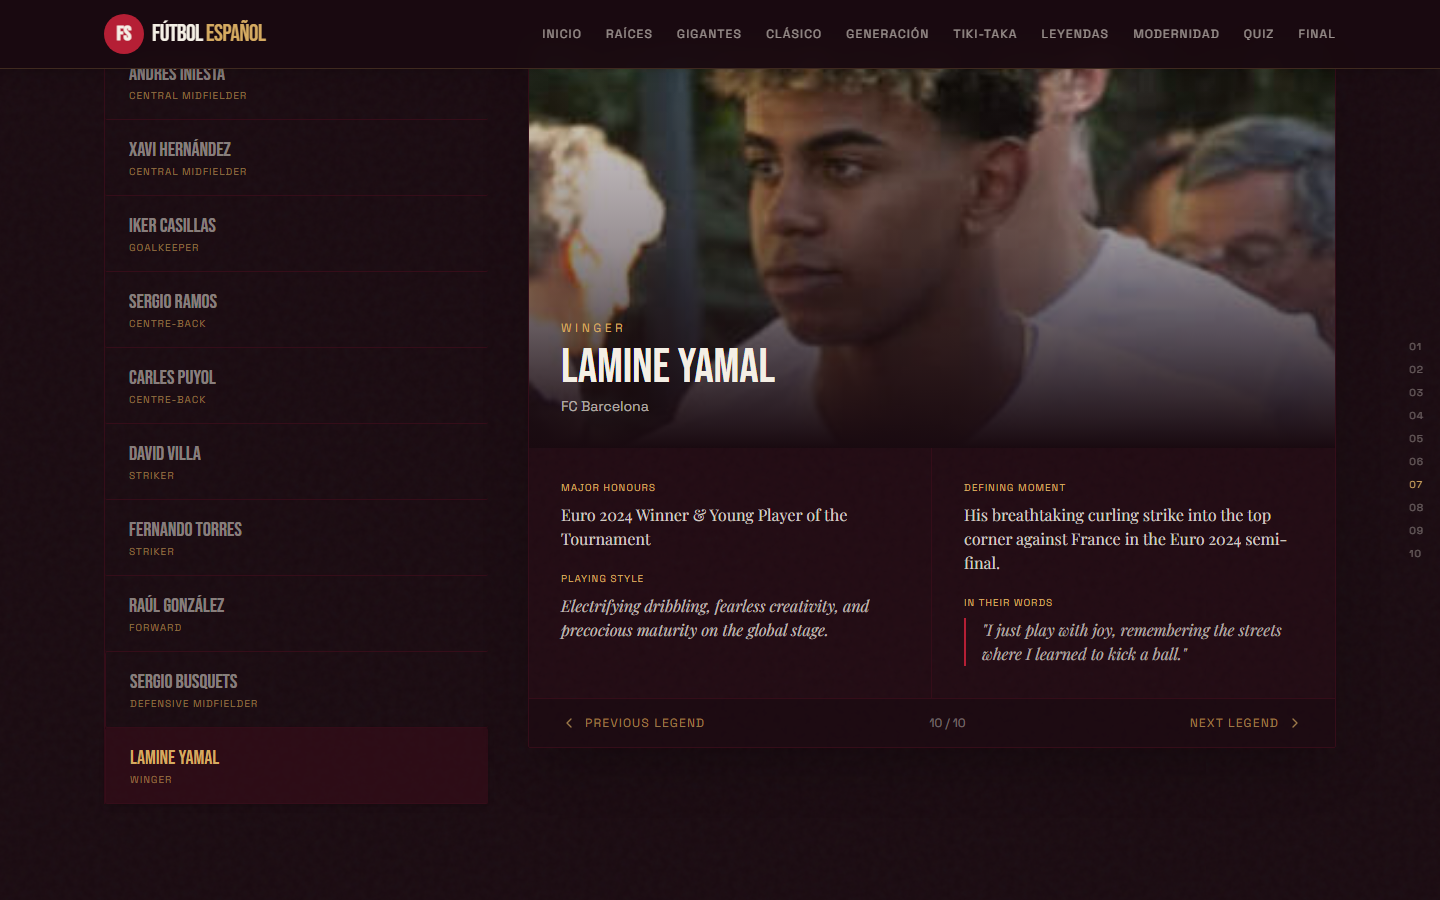 FS FÚTBOL ESPAÑOL
INICIO RAÍCES GIGANTES CLÁSICO GENERACIÓN TIKI-TAKA LEYENDAS MODERNIDAD QUIZ FINAL
ANDRÉS INIESTA
CENTRAL MIDFIELDER
XAVI HERNÁNDEZ
CENTRAL MIDFIELDER
IKER CASILLAS
GOALKEEPER
SERGIO RAMOS
CENTRE-BACK
CARLES PUYOL
CENTRE-BACK
DAVID VILLA
STRIKER
FERNANDO TORRES
STRIKER
RAÚL GONZÁLEZ
FORWARD
SERGIO BUSQUETS
DEFENSIVE MIDFIELDER
LAMINE YAMAL
WINGER
WINGER
LAMINE YAMAL
FC Barcelona
MAJOR HONOURS
Euro 2024 Winner & Young Player of the
Tournament
PLAYING STYLE
Electrifying dribbling, fearless creativity, and
precocious maturity on the global stage.
DEFINING MOMENT
His breathtaking curling strike into the top
corner against France in the Euro 2024 semi-
final.
IN THEIR WORDS
"I just play with joy, remembering the streets
where I learned to kick a ball."
PREVIOUS LEGEND
10 / 10
NEXT LEGEND
01
02
03
04
05
06
07
08
09
10